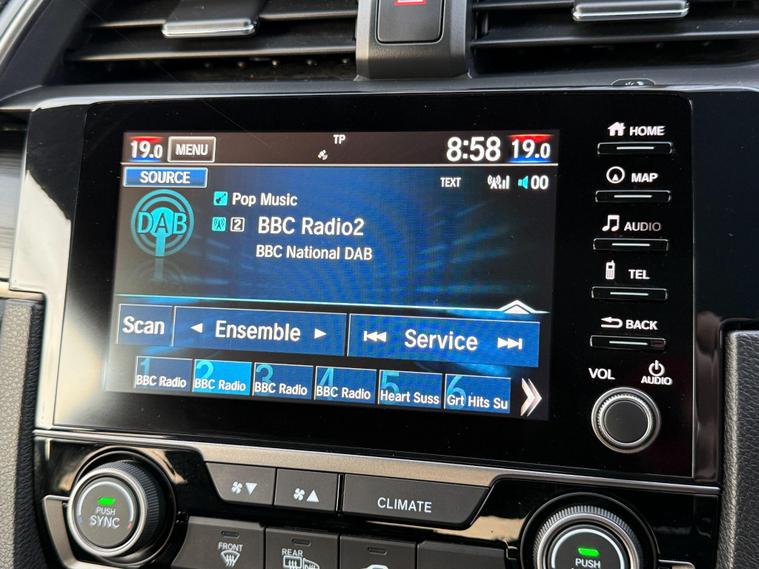 19.0 MENU TP 8:58 19.0
SOURCE TEXT 00
DAB Pop Music
2 BBC Radio2
BBC National DAB
Scan Ensemble Service
1 2 3 4 5 6
BBC Radio BBC Radio BBC Radio BBC Radio Heart Suss Grt Hits Su
HOME
MAP
AUDIO
TEL
BACK
VOL AUDIO
PUSH
SYNC
CLIMATE
FRONT
REAR
PUSH